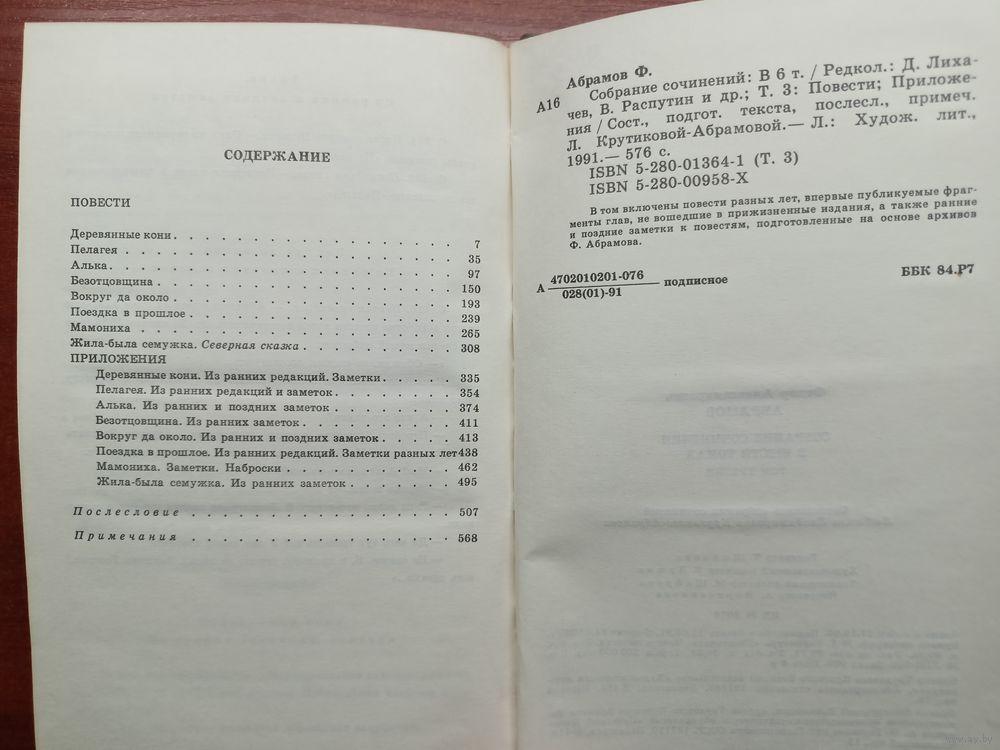 СОДЕРЖАНИЕ
ПОВЕСТИ
Деревянные кони . . . . . . . . . . . . . . . . . . 7
Пелагея . . . . . . . . . . . . . . . . . . 35
Алька . . . . . . . . . . . . . . . . . . 97
Безотцовщина . . . . . . . . . . . . . . . . . . 150
Вокруг да около . . . . . . . . . . . . . . . . . . 193
Поездка в прошлое . . . . . . . . . . . . . . . . . . 239
Мамониха . . . . . . . . . . . . . . . . . . 265
Жила-была семужка. Северная сказка . . . . . . . . . . 308
ПРИЛОЖЕНИЯ
Деревянные кони. Из ранних редакций. Заметки . . . . . 335
Пелагея. Из ранних редакций и заметок . . . . . . . 354
Алька. Из ранних и поздних заметок . . . . . . . 374
Безотцовщина. Из ранних заметок . . . . . . . . . 411
Вокруг да около. Из ранних и поздних заметок . . . . . 413
Поездка в прошлое. Из ранних редакций. Заметки разных лет 438
Мамониха. Заметки. Наброски . . . . . . . . . . 462
Жила-была семужка. Из ранних заметок . . . . . . . 495
Послесловие . . . . . . . . . . . . . . . . . 507
Примечания . . . . . . . . . . . . . . . . . 568
Абрамов Ф.
А16 Собрание сочинений: В 6 т. / Редкол.: Д. Лиха-
чев, В. Распутин и др.; Т. 3: Повести; Приложе-
ния / Сост., подгот. текста, послесл., примеч.
Л. Крутиковой-Абрамовой.— Л.: Худож. лит.,
1991.— 576 с.
ISBN 5-280-01364-1 (Т. 3)
ISBN 5-280-00958-X
В том включены повести разных лет, впервые публикуемые фраг-
менты глав, не вошедшие в прижизненные издания, а также ранние
и поздние заметки к повестям, подготовленные на основе архивов
Ф. Абрамова.
А 4702010201-076 подписное ББК 84.Р7
028(01)-91
www.ay.by